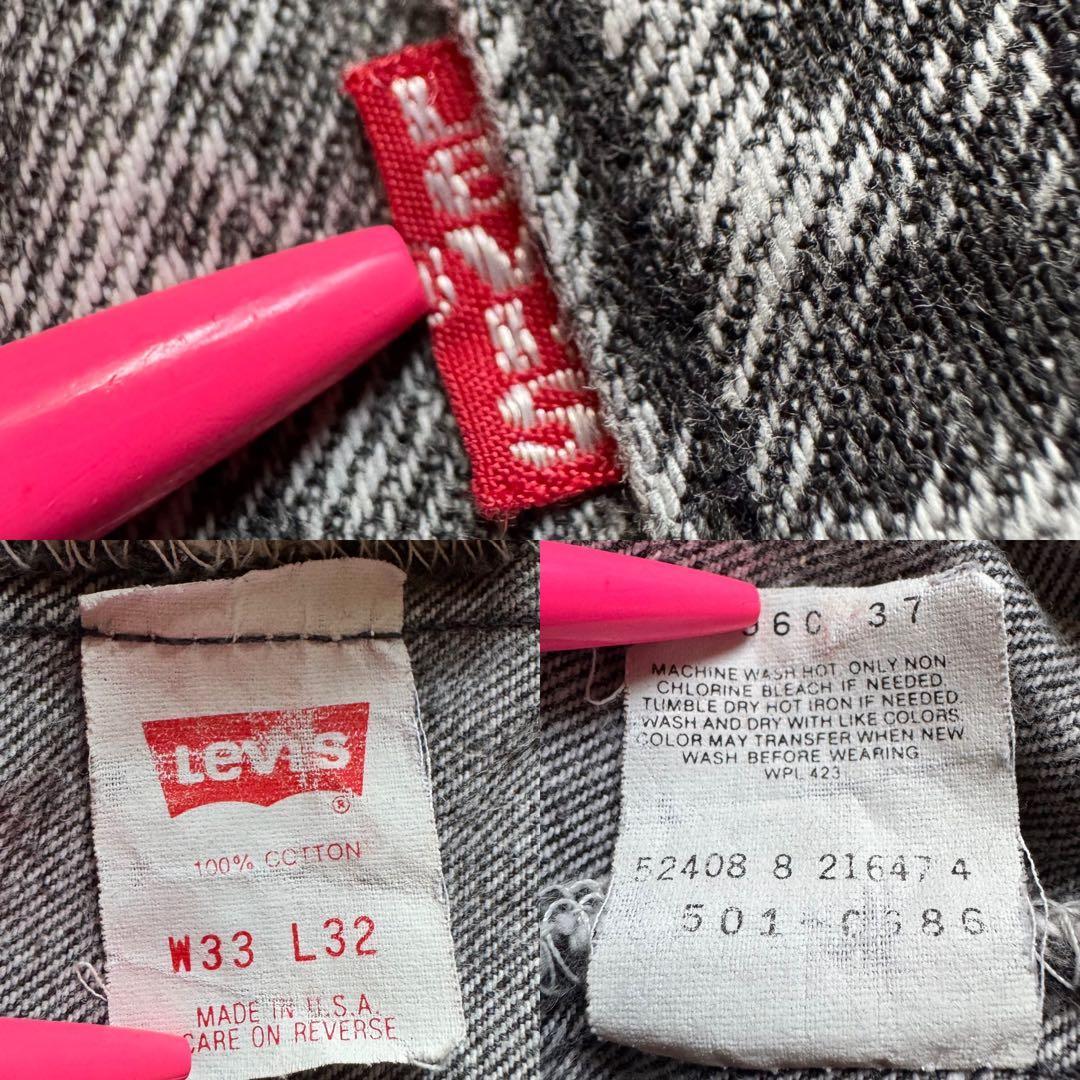 LEVI'S
LEVI'S
®
100% COTTON
W33 L32
MADE IN U.S.A.
CARE ON REVERSE
6C 37
MACHINE WASH HOT, ONLY NON
CHLORINE BLEACH IF NEEDED
TUMBLE DRY HOT IRON IF NEEDED
WASH AND DRY WITH LIKE COLORS.
COLOR MAY TRANSFER WHEN NEW
WASH BEFORE WEARING
WPL 423
52408 8 21647 4
501